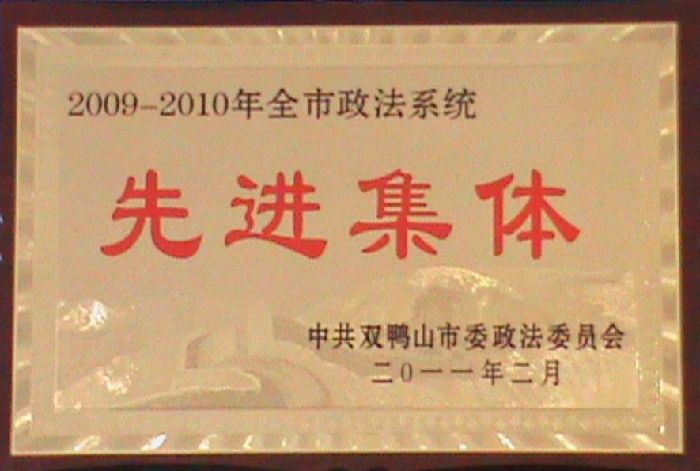 2009-2010年全市政法系统
先进集体
中共双鸭山市委政法委员会
二〇一一年二月